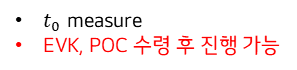 • t₀ measure
• EVK, POC 수령 후 진행 가능